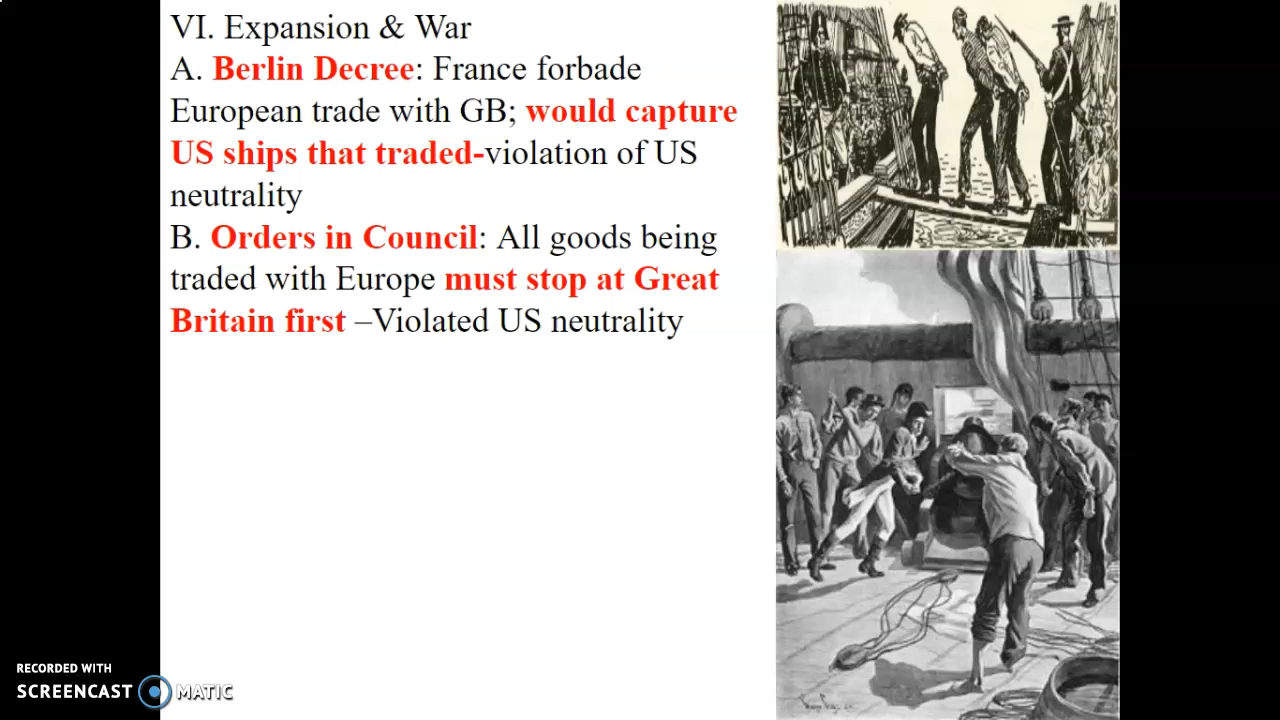 VI. Expansion & War
A. Berlin Decree: France forbade
European trade with GB; would capture
US ships that traded-violation of US
neutrality
B. Orders in Council: All goods being
traded with Europe must stop at Great
Britain first –Violated US neutrality
RECORDED WITH
SCREENCAST MATIC